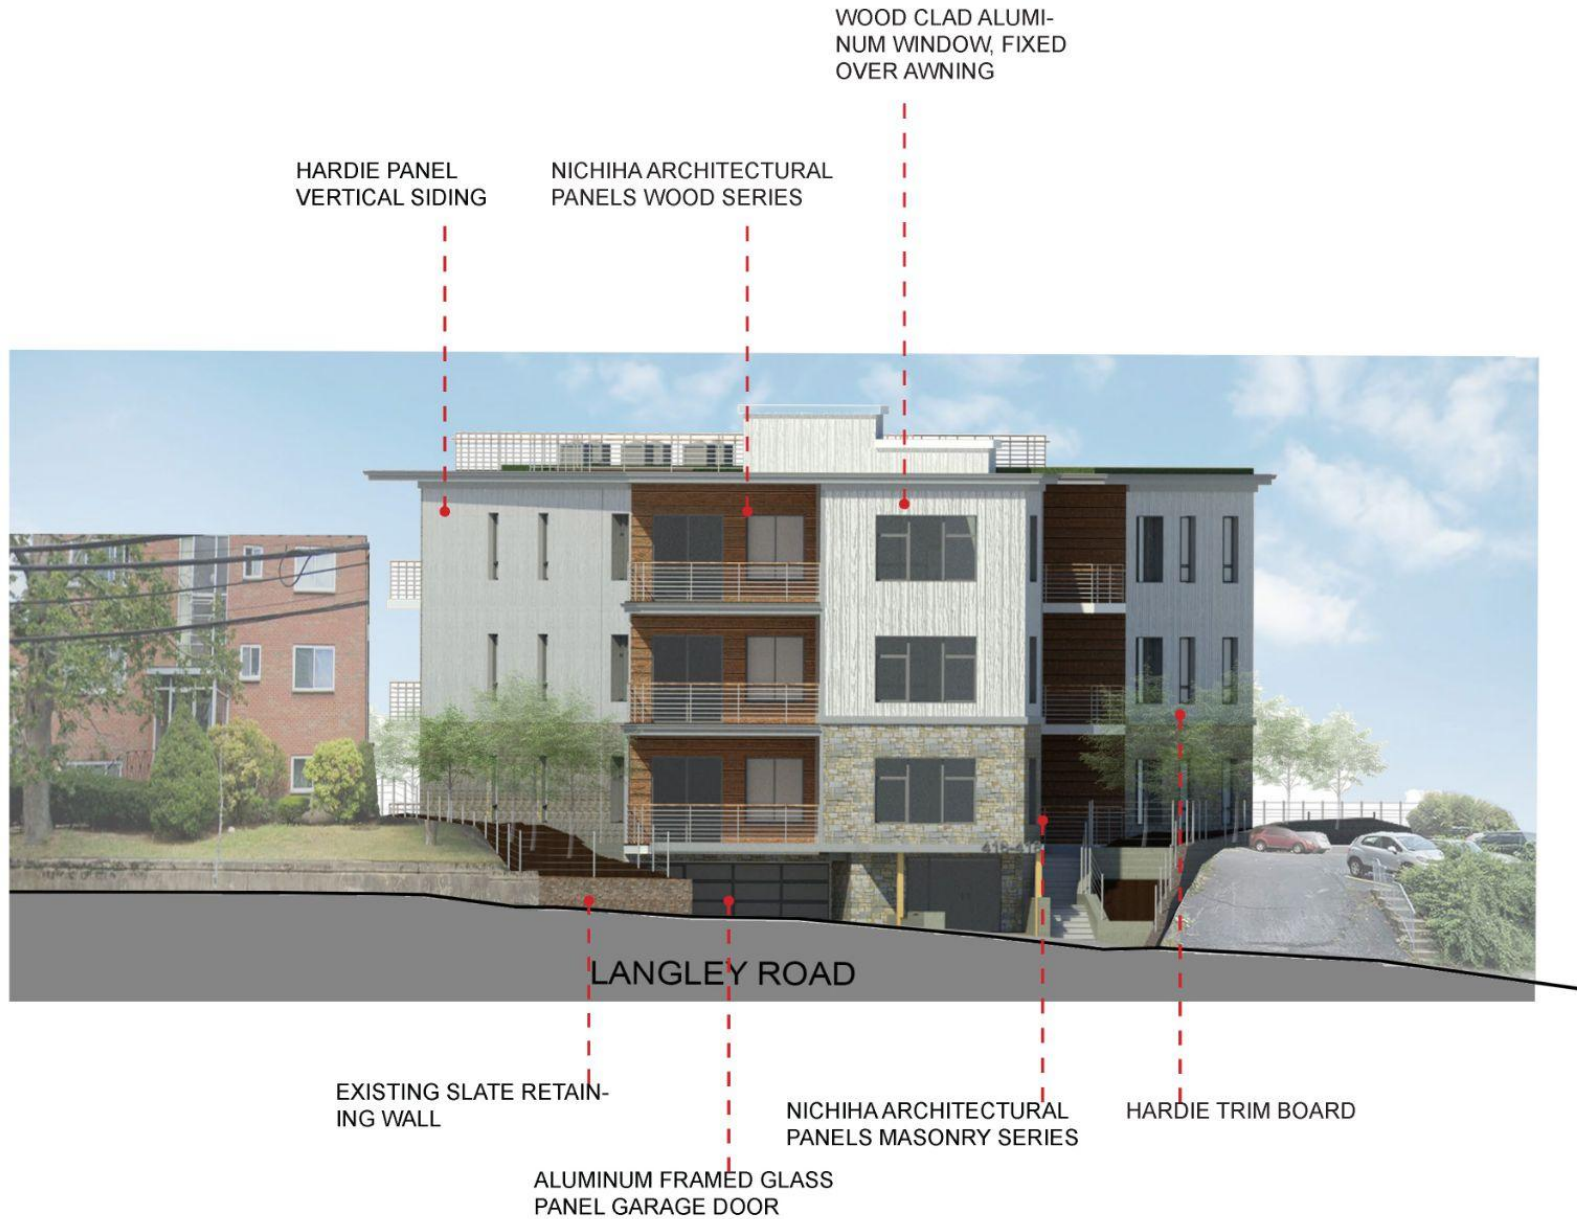 WOOD CLAD ALUMI-
NUM WINDOW, FIXED
OVER AWNING
HARDIE PANEL
VERTICAL SIDING
NICHIHA ARCHITECTURAL
PANELS WOOD SERIES
LANGLEY ROAD
EXISTING SLATE RETAIN-
ING WALL
NICHIHA ARCHITECTURAL
PANELS MASONRY SERIES
HARDIE TRIM BOARD
ALUMINUM FRAMED GLASS
PANEL GARAGE DOOR